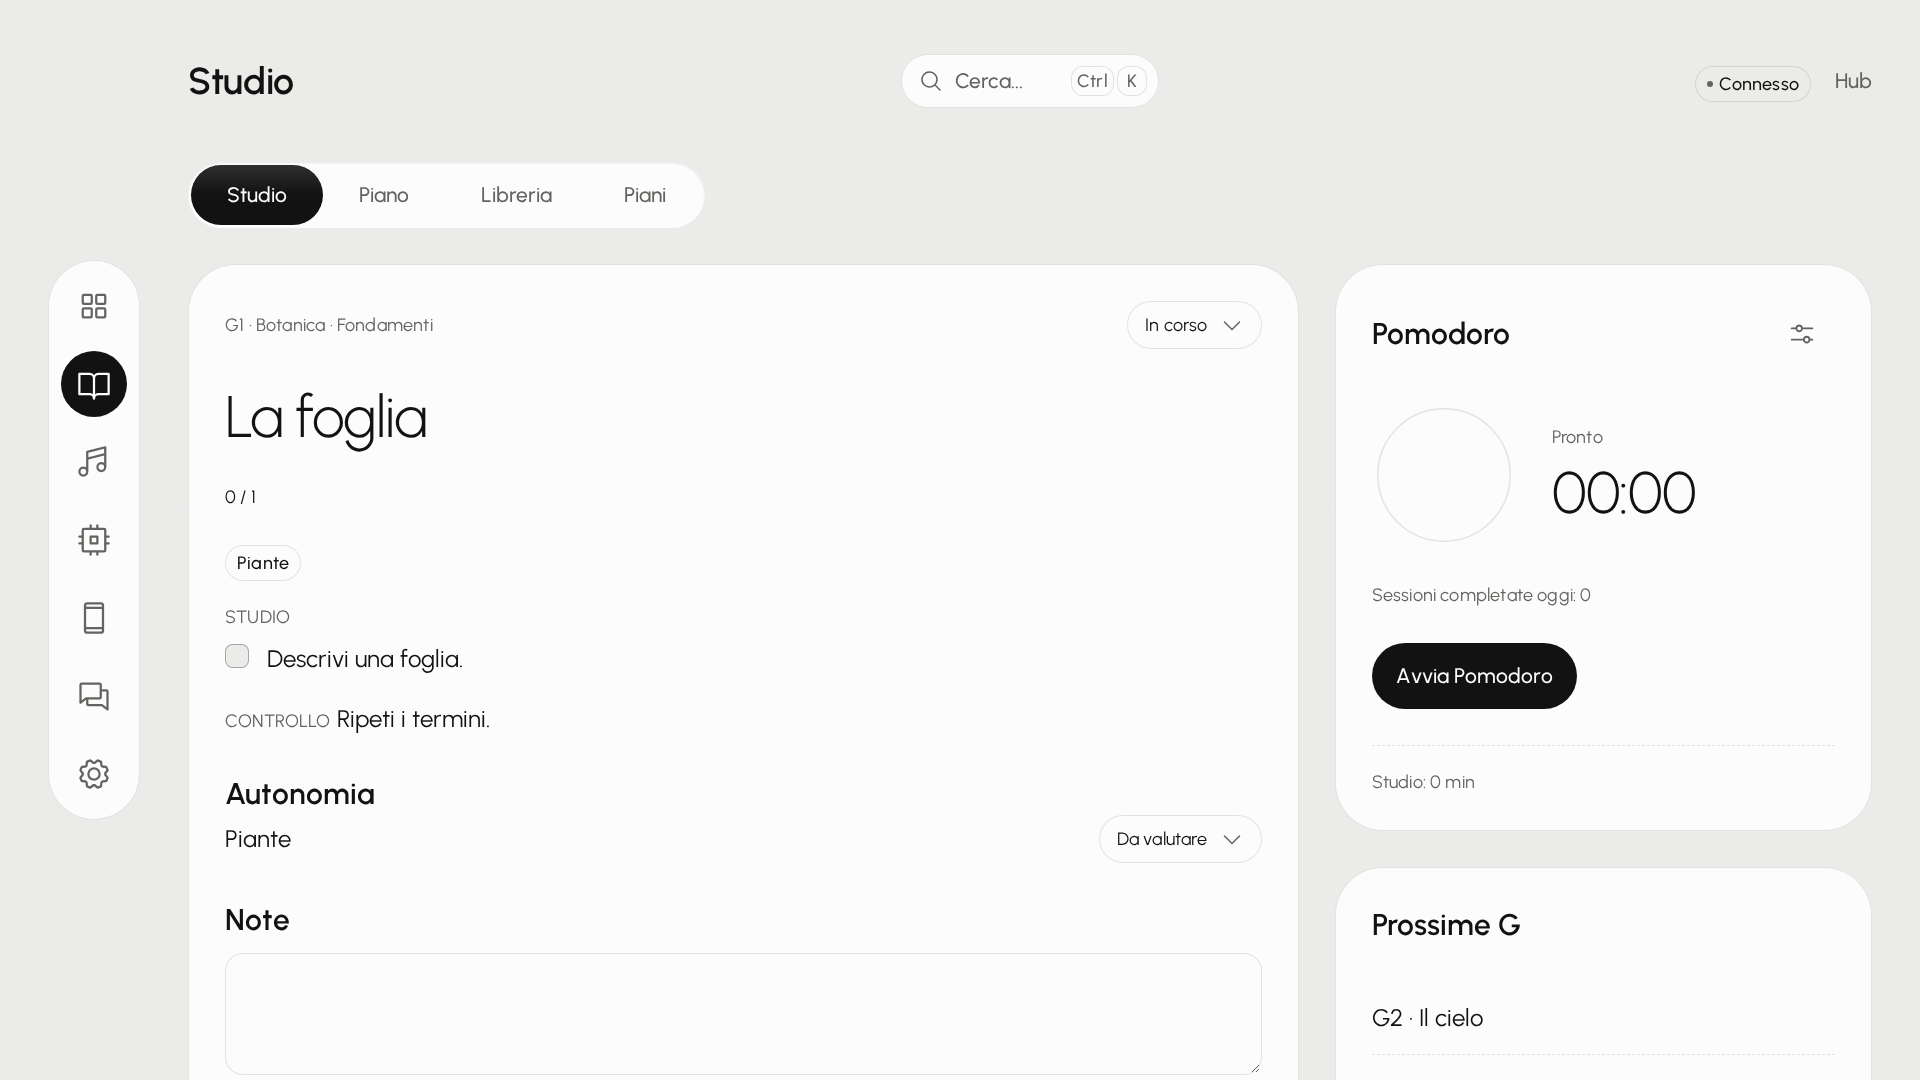 Studio
Cerca...
Ctrl K
Connesso
Hub
Studio
Piano
Libreria
Piani
G1 · Botanica · Fondamenti
In corso
La foglia
0 / 1
Piante
STUDIO
Descrivi una foglia.
CONTROLLO Ripeti i termini.
Autonomia
Piante
Da valutare
Note
Pomodoro
Pronto
00:00
Sessioni completate oggi: 0
Avvia Pomodoro
Studio: 0 min
Prossime G
G2 · Il cielo